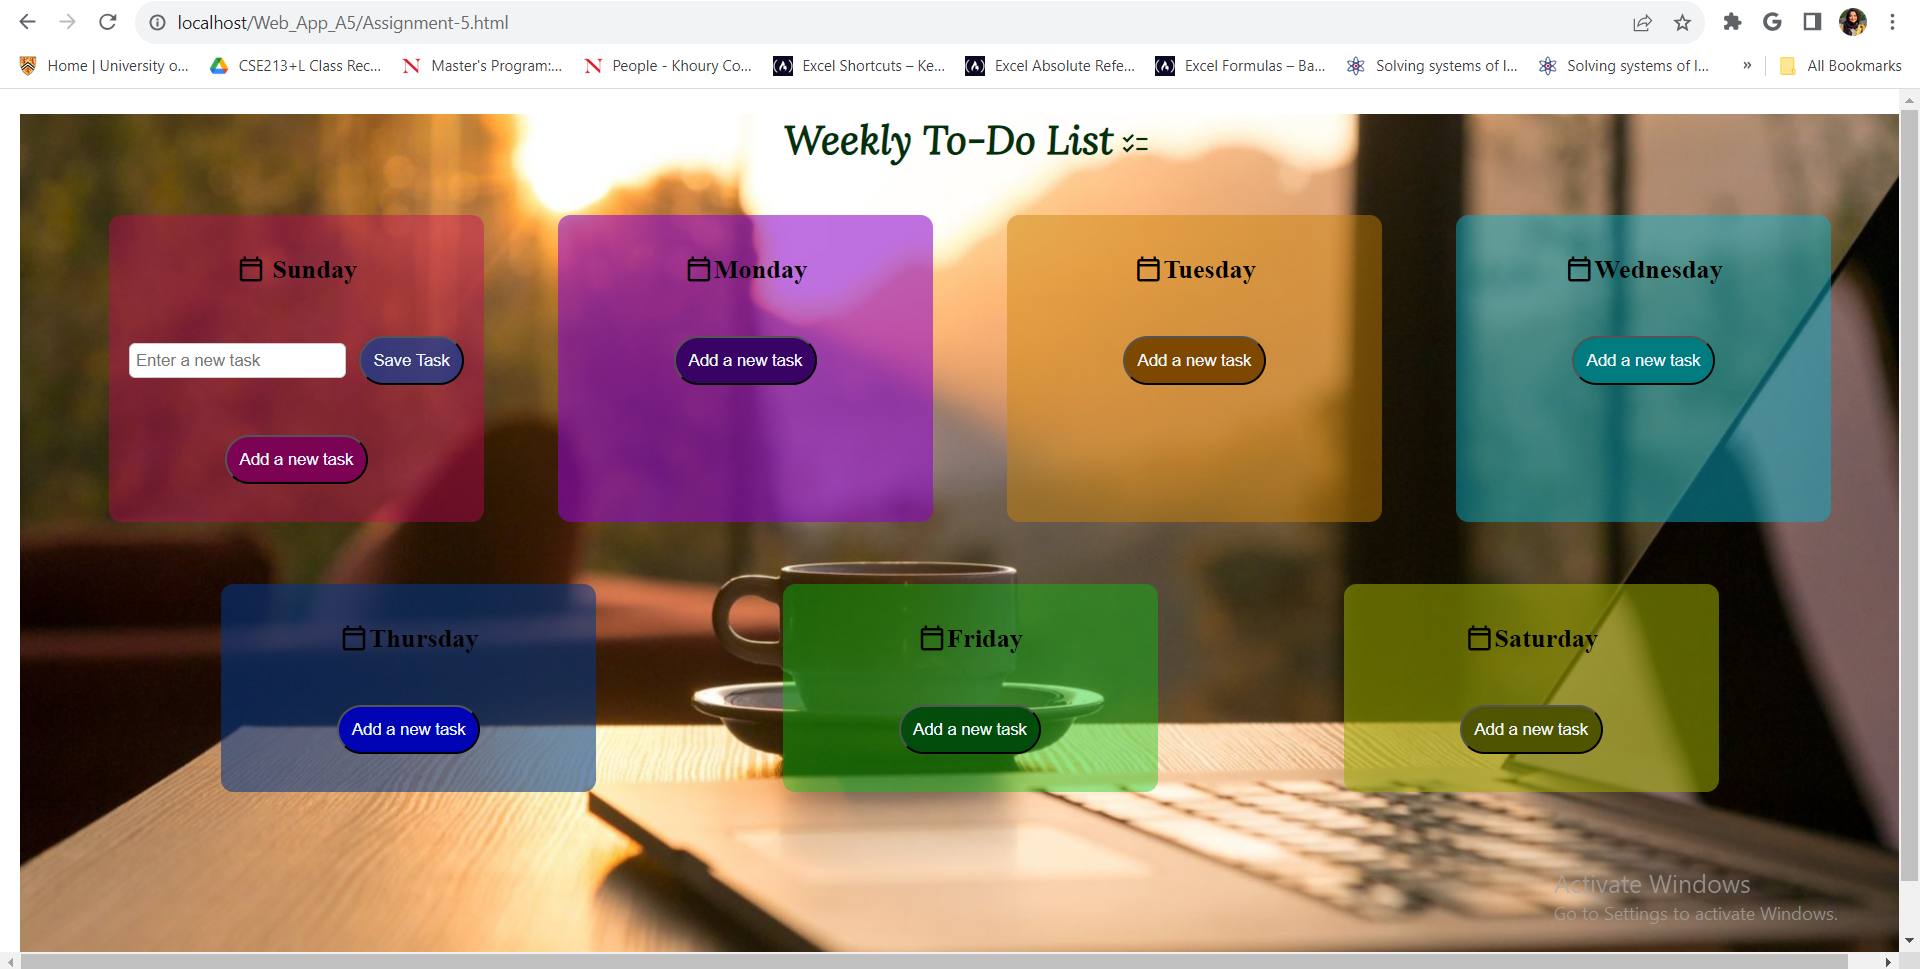 localhost/Web_App_A5/Assignment-5.html
Home | University o... CSE213+L Class Rec... Master's Program:... People - Khoury Co... Excel Shortcuts – Ke... Excel Absolute Refe... Excel Formulas – Ba... Solving systems of l... Solving systems of l... » All Bookmarks
Weekly To-Do List
Sunday
Monday
Tuesday
Wednesday
Enter a new task
Save Task
Add a new task
Add a new task
Add a new task
Add a new task
Thursday
Friday
Saturday
Add a new task
Add a new task
Add a new task
Activate Windows
Go to Settings to activate Windows.